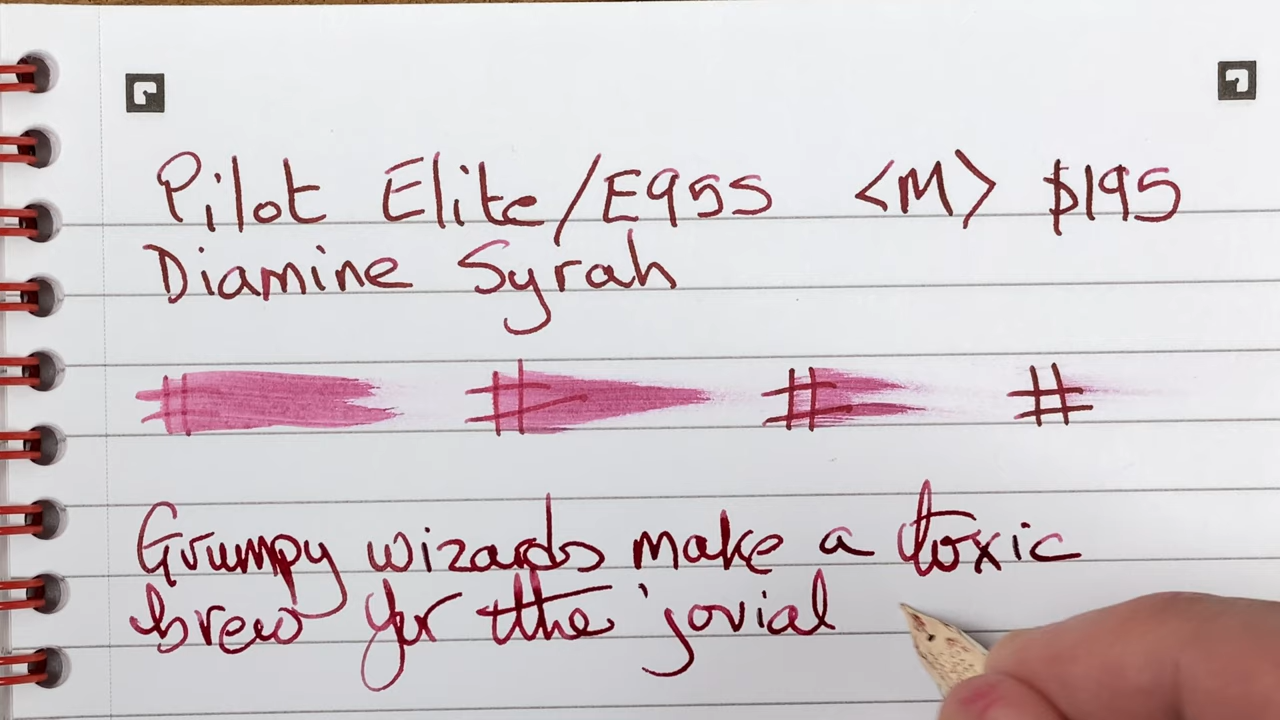 Pilot Elite/E95S <M> $195
Diamine Syrah
# # # #
Grumpy wizards make a toxic
brew for the jovial